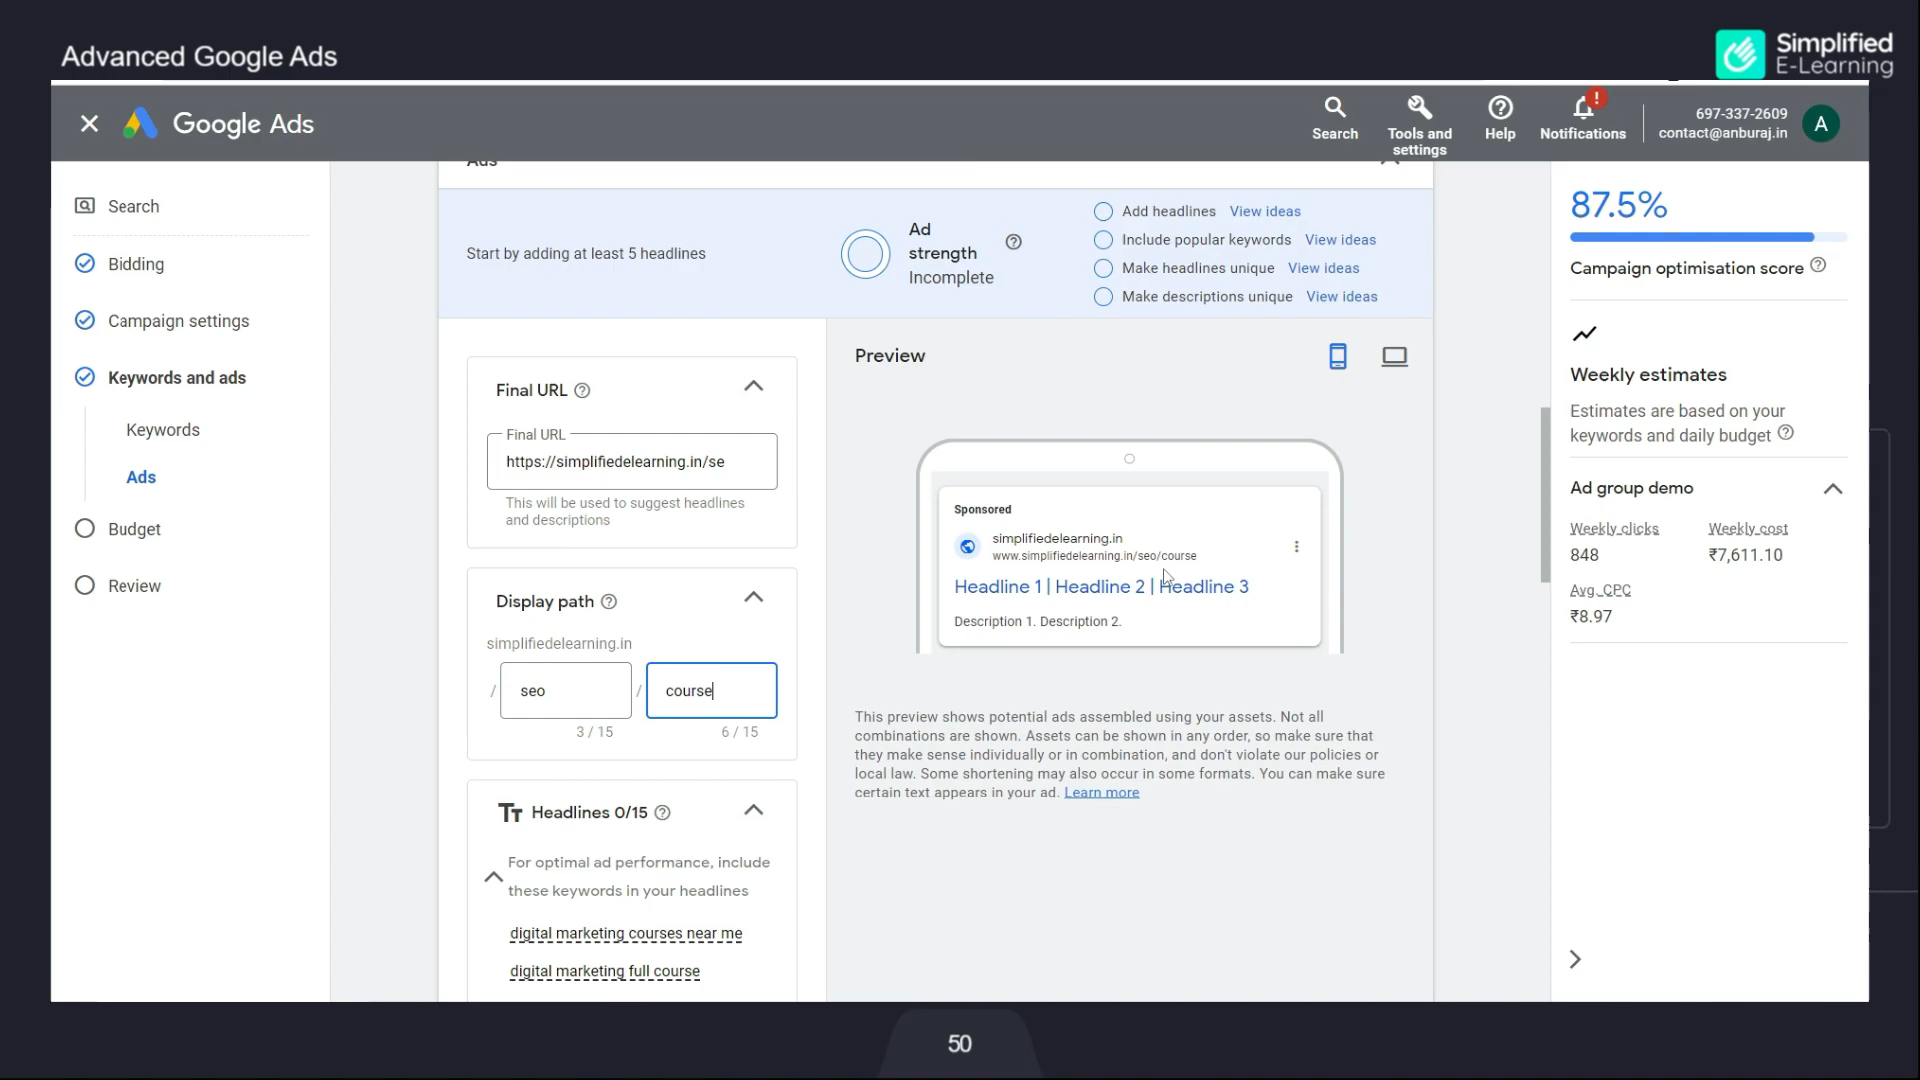 Advanced Google Ads
Simplified
E-Learning
Google Ads
Search
Tools and
settings
Help
Notifications
!
697-337-2609
contact@anburaj.in
A
Search
Bidding
Campaign settings
Keywords and ads
Keywords
Ads
Budget
Review
Ads
Start by adding at least 5 headlines
Ad
strength
Incomplete
Add headlines View ideas
Include popular keywords View ideas
Make headlines unique View ideas
Make descriptions unique View ideas
Final URL
Final URL
https://simplifiedelearning.in/se
This will be used to suggest headlines
and descriptions
Display path
simplifiedelearning.in
/ seo / course
3 / 15 6 / 15
Headlines 0/15
For optimal ad performance, include
these keywords in your headlines
digital marketing courses near me
digital marketing full course
Preview
Sponsored
simplifiedelearning.in
www.simplifiedelearning.in/seo/course
Headline 1 | Headline 2 | Headline 3
Description 1. Description 2.
This preview shows potential ads assembled using your assets. Not all
combinations are shown. Assets can be shown in any order, so make sure that
they make sense individually or in combination, and don't violate our policies or
local law. Some shortening may also occur in some formats. You can make sure
certain text appears in your ad. Learn more
87.5%
Campaign optimisation score
Weekly estimates
Estimates are based on your
keywords and daily budget
Ad group demo
Weekly clicks Weekly cost
848 ₹7,611.10
Avg. CPC
₹8.97
50